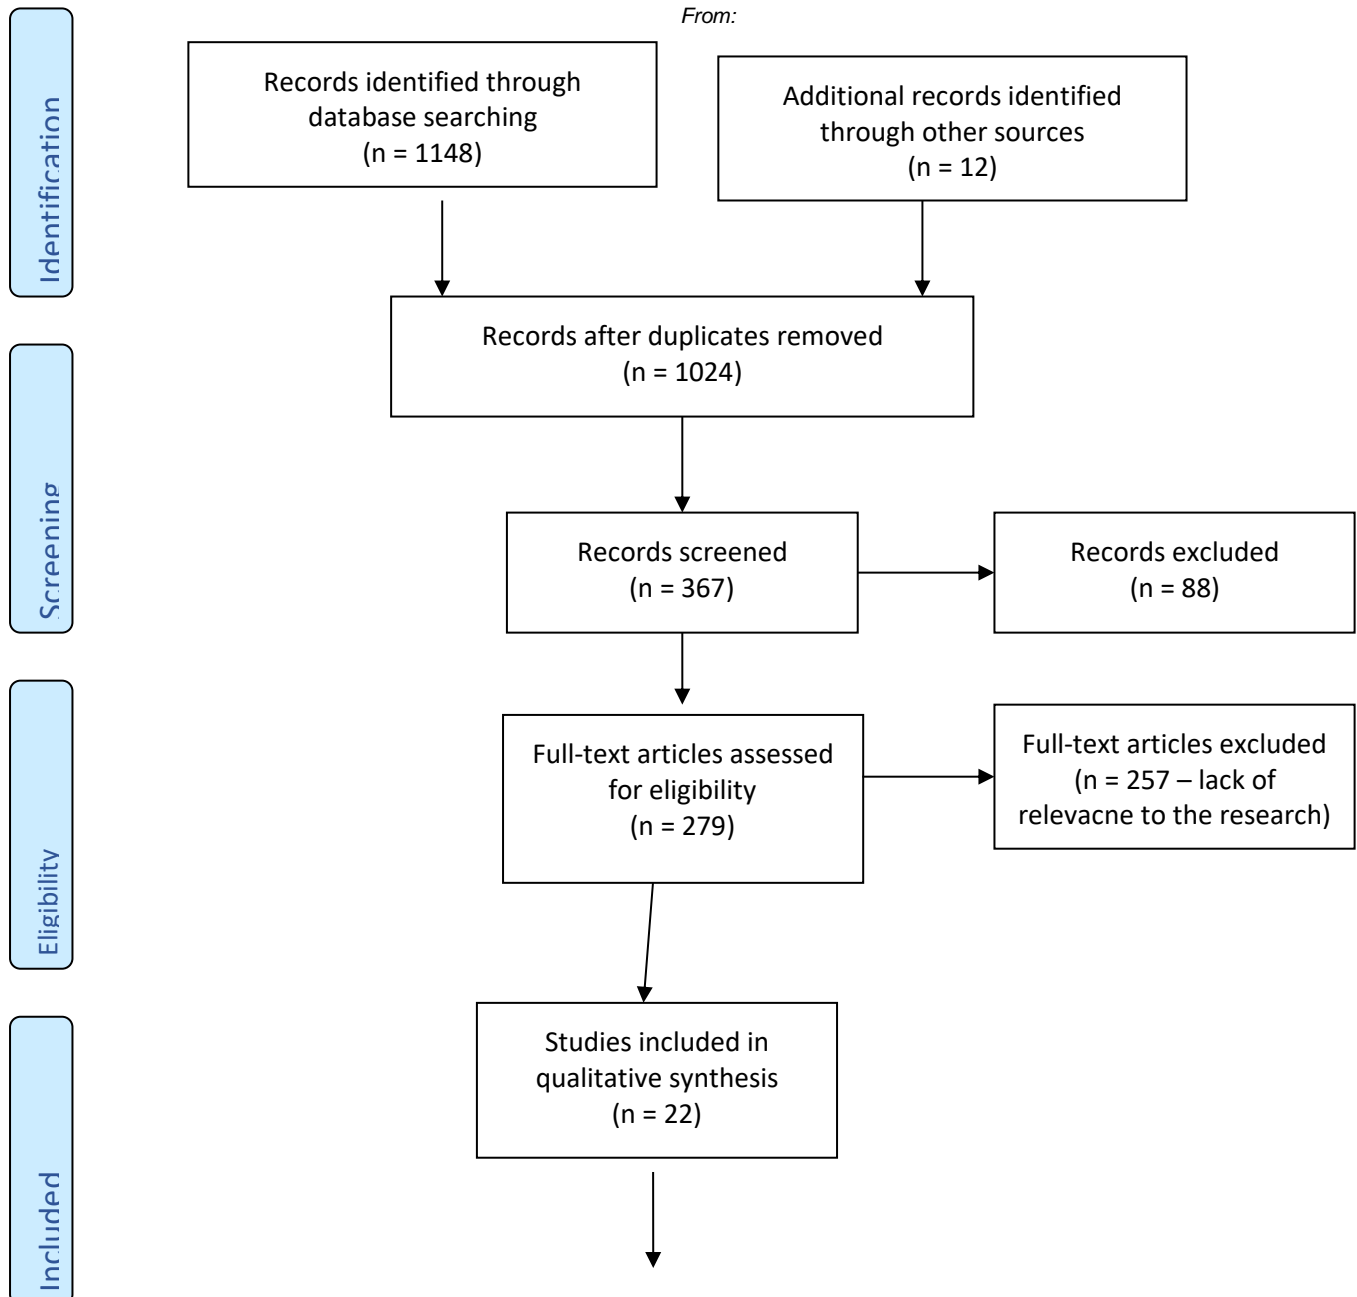 From:
Identification
Records identified through
database searching
(n = 1148)
Additional records identified
through other sources
(n = 12)
Records after duplicates removed
(n = 1024)
Screening
Records screened
(n = 367)
Records excluded
(n = 88)
Eligibility
Full-text articles assessed
for eligibility
(n = 279)
Full-text articles excluded
(n = 257 – lack of
relevacne to the research)
Included
Studies included in
qualitative synthesis
(n = 22)